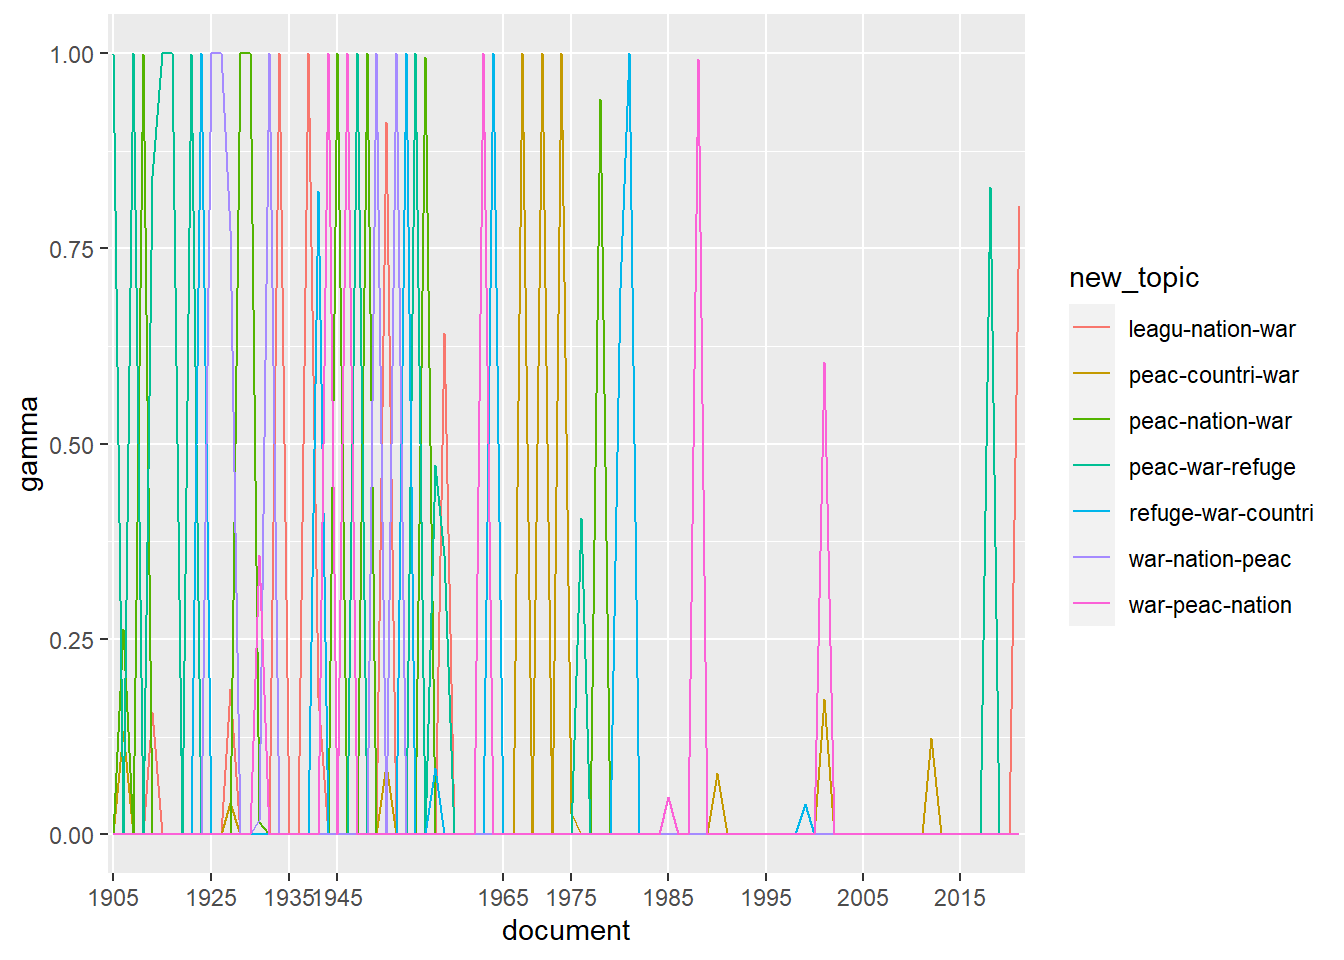 1.00
0.75
0.50
0.25
0.00
gamma
1905 1925 1935 1945 1965 1975 1985 1995 2005 2015
document
new_topic
leagu-nation-war
peac-countri-war
peac-nation-war
peac-war-refuge
refuge-war-countri
war-nation-peac
war-peac-nation